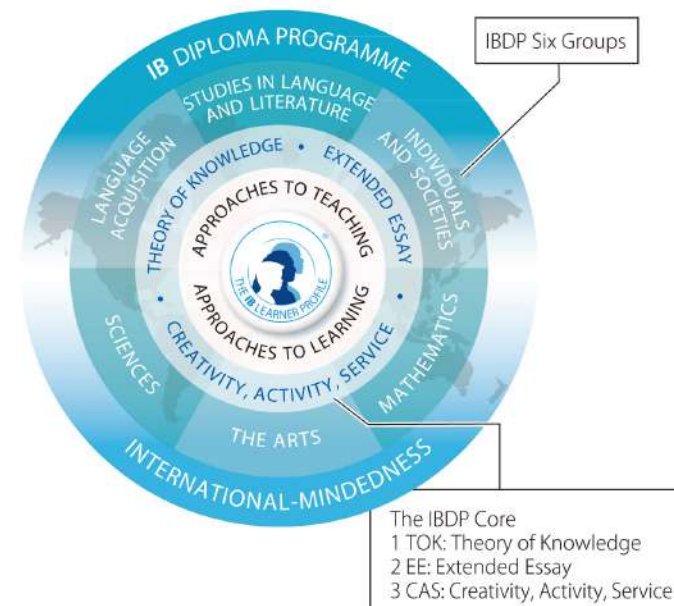 IB DIPLOMA PROGRAMME
IBDP Six Groups
STUDIES IN LANGUAGE
AND LITERATURE
LANGUAGE
ACQUISITION
INDIVIDUALS
AND SOCIETIES
THEORY OF KNOWLEDGE • EXTENDED ESSAY •
APPROACHES TO TEACHING
THE IB LEARNER PROFILE
®
APPROACHES TO LEARNING
• CREATIVITY, ACTIVITY, SERVICE
SCIENCES
MATHEMATICS
THE ARTS
INTERNATIONAL-MINDEDNESS
The IBDP Core
1 TOK: Theory of Knowledge
2 EE: Extended Essay
3 CAS: Creativity, Activity, Service